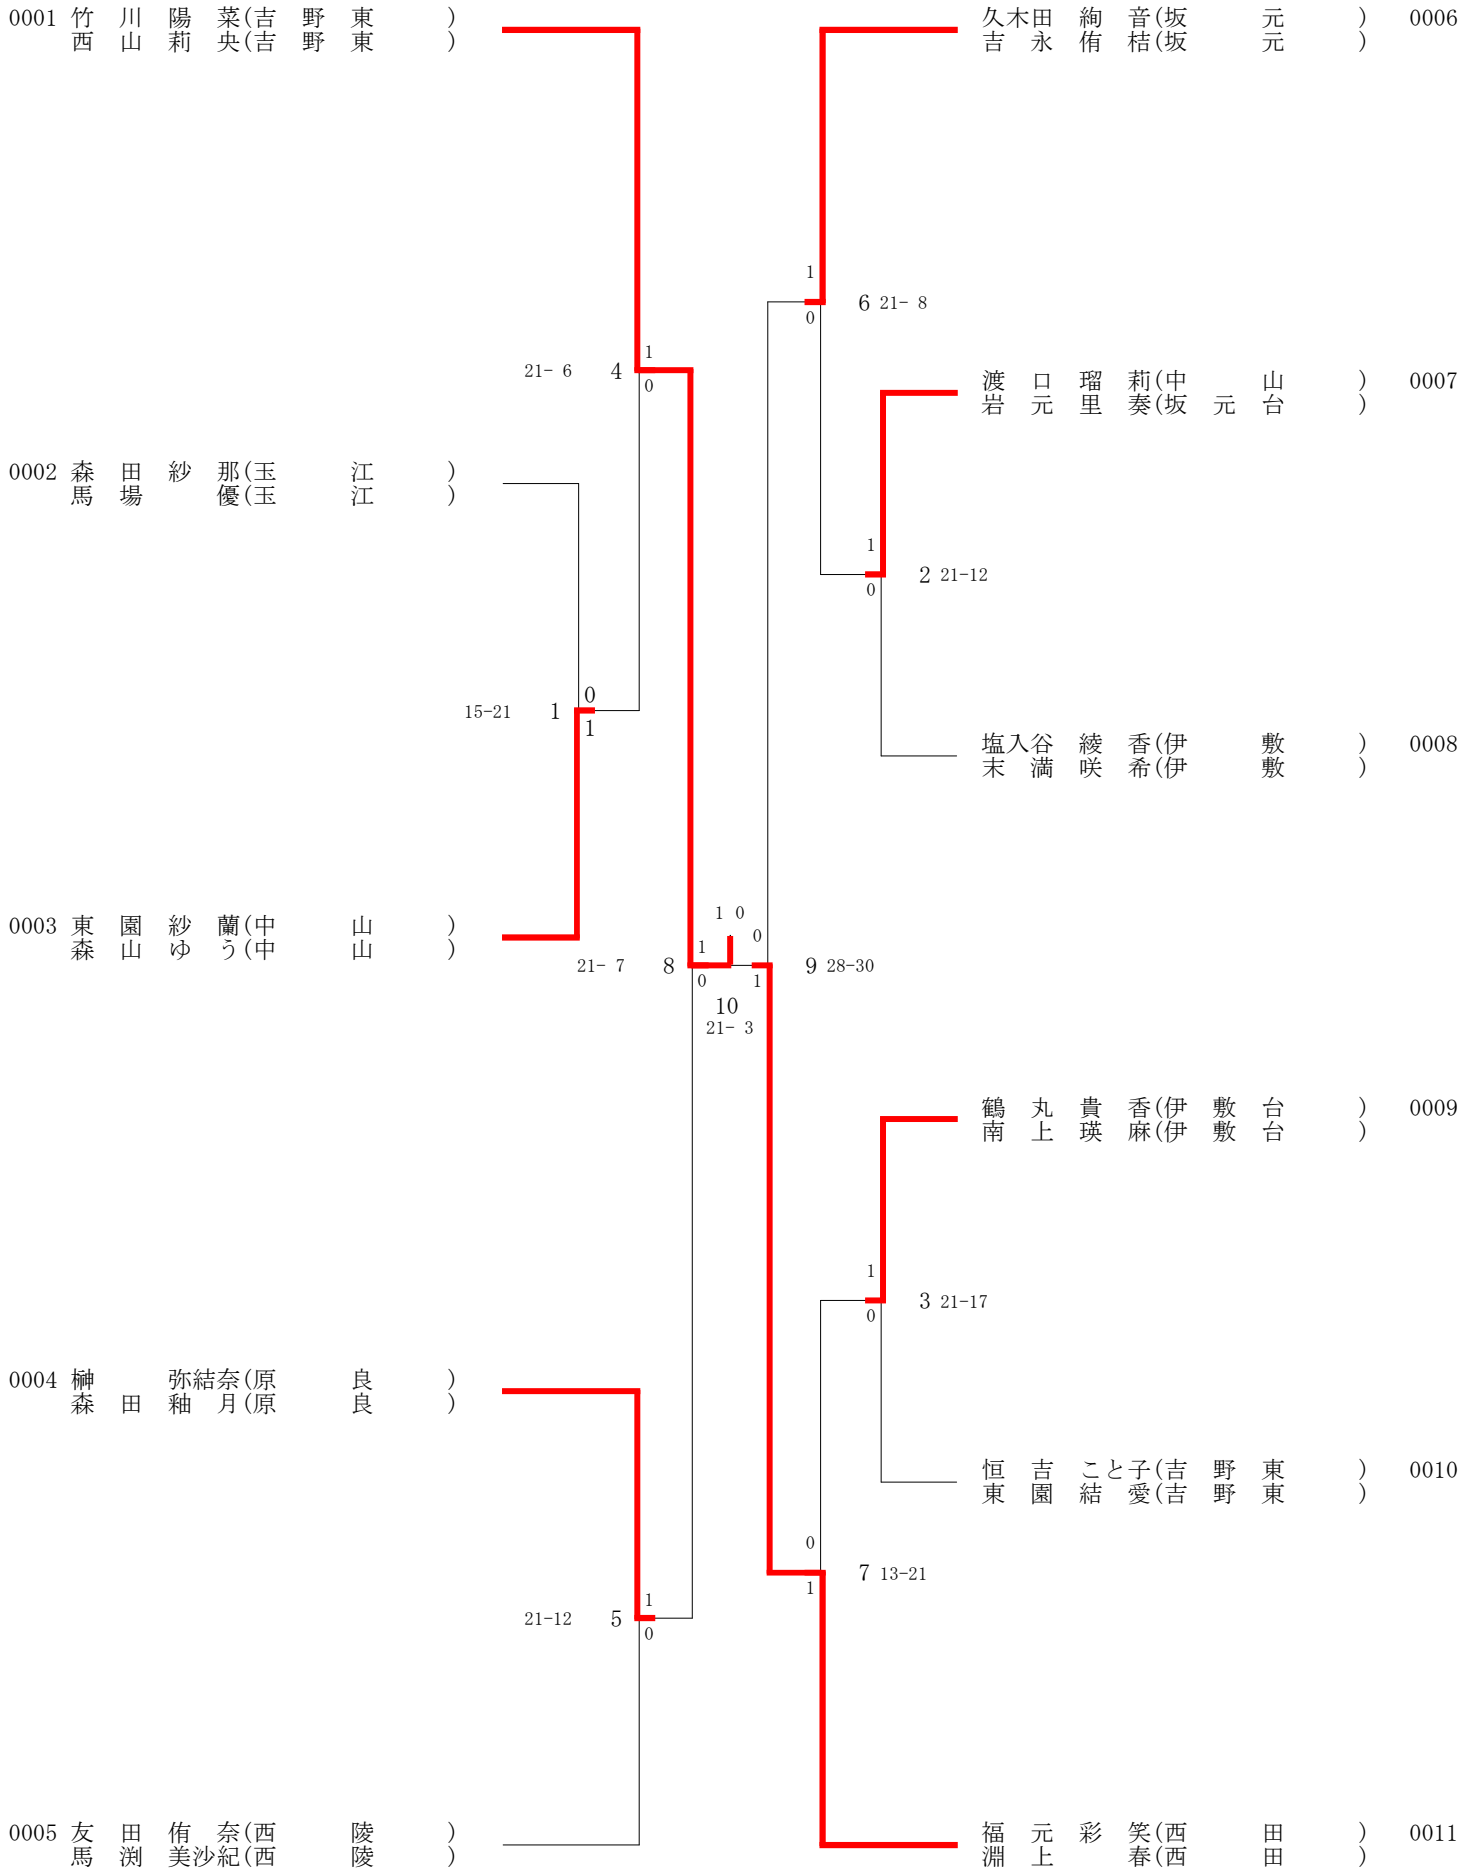 0001 竹 川 陽 菜(吉 野 東 )
西 山 莉 央(吉 野 東 )
久木田 絢 音(坂 元 ) 0006
吉 永 侑 桔(坂 元 )
1
0
6 21- 8
21- 6 4
1
0
渡 口 瑠 莉(中 山 ) 0007
岩 元 里 奏(坂 元 台 )
0002 森 田 紗 那(玉 江 )
馬 場 優(玉 江 )
1
0
2 21-12
15-21 1
0
1
塩入谷 綾 香(伊 敷 ) 0008
末 満 咲 希(伊 敷 )
0003 東 園 紗 蘭(中 山 )
森 山 ゆ う(中 山 )
21- 7 8
1
0
1 0
10
21- 3
0
1
9 28-30
鶴 丸 貴 香(伊 敷 台 ) 0009
南 上 瑛 麻(伊 敷 台 )
1
0
3 21-17
0004 榊 弥結奈(原 良 )
森 田 釉 月(原 良 )
恒 吉 こと子(吉 野 東 ) 0010
東 園 結 愛(吉 野 東 )
0
1
7 13-21
21-12 5
1
0
0005 友 田 侑 奈(西 陵 )
馬 渕 美沙紀(西 陵 )
福 元 彩 笑(西 田 ) 0011
淵 上 春(西 田 )